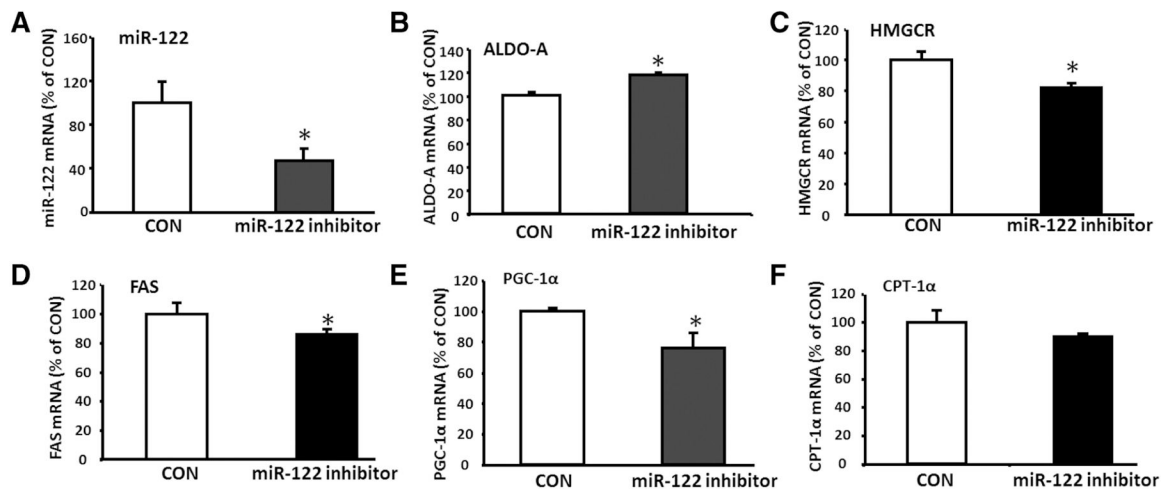 A
miR-122
miR-122 mRNA (% of CON)
160
120
80
40
0
*
CON
miR-122 inhibitor
B
ALDO-A
ALDO-A mRNA (% of CON)
140
120
100
80
60
40
20
0
*
CON
miR-122 inhibitor
C
HMGCR
HMGCR mRNA (% of CON)
120
100
80
60
40
20
0
*
CON
miR-122 inhibitor
D
FAS
FAS mRNA (% of CON)
120
100
80
60
40
20
0
*
CON
miR-122 inhibitor
E
PGC-1α
PGC-1α mRNA (% of CON)
120
100
80
60
40
20
0
*
CON
miR-122 inhibitor
F
CPT-1α
CPT-1α mRNA (% of CON)
120
100
80
60
40
20
0
CON
miR-122 inhibitor